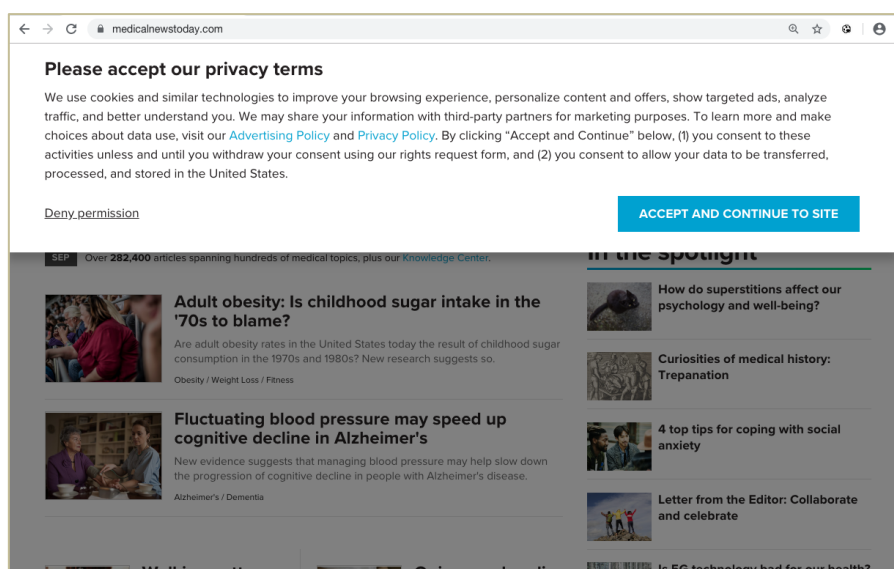 medicalnewstoday.com
Please accept our privacy terms
We use cookies and similar technologies to improve your browsing experience, personalize content and offers, show targeted ads, analyze
traffic, and better understand you. We may share your information with third-party partners for marketing purposes. To learn more and make
choices about data use, visit our Advertising Policy and Privacy Policy. By clicking “Accept and Continue” below, (1) you consent to these
activities unless and until you withdraw your consent using our rights request form, and (2) you consent to allow your data to be transferred,
processed, and stored in the United States.
Deny permission
ACCEPT AND CONTINUE TO SITE
SEP
Over 282,400 articles spanning hundreds of medical topics, plus our Knowledge Center.
Adult obesity: Is childhood sugar intake in the
'70s to blame?
Are adult obesity rates in the United States today the result of childhood sugar
consumption in the 1970s and 1980s? New research suggests so.
Obesity / Weight Loss / Fitness
Fluctuating blood pressure may speed up
cognitive decline in Alzheimer's
New evidence suggests that managing blood pressure may help slow down
the progression of cognitive decline in people with Alzheimer's disease.
Alzheimer's / Dementia
In the spotlight
How do superstitions affect our
psychology and well-being?
Curiosities of medical history:
Trepanation
4 top tips for coping with social
anxiety
Letter from the Editor: Collaborate
and celebrate
Is 5G technology bad for our health?